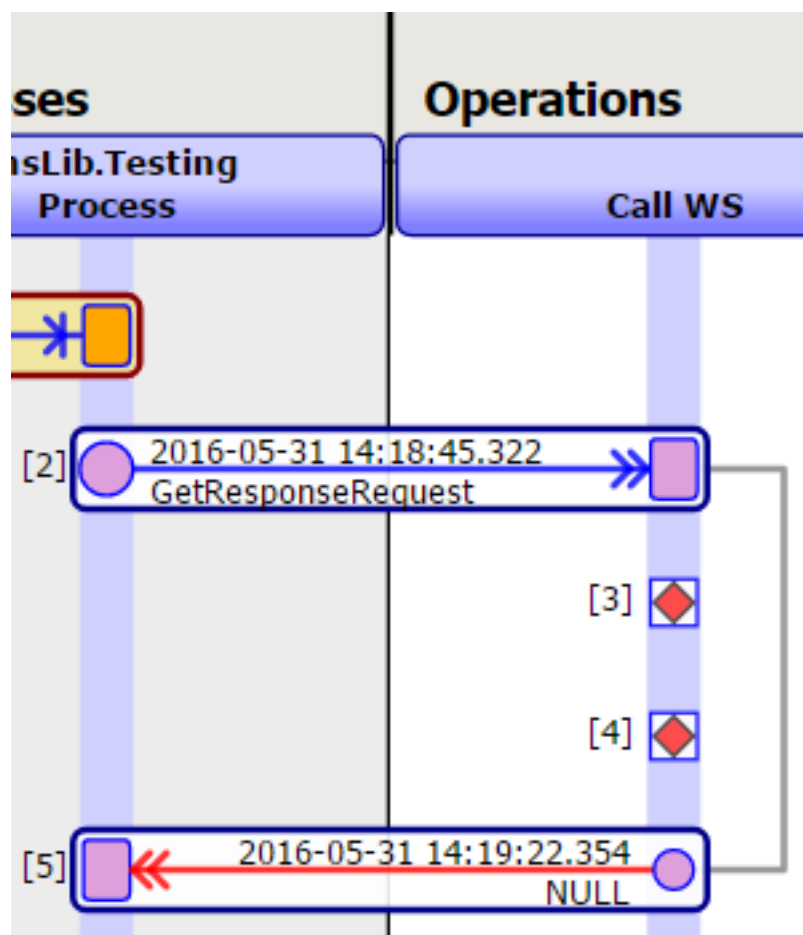 ses
Operations
nsLib.Testing
Process
Call WS
[2]
2016-05-31 14:18:45.322
GetResponseRequest
[3]
[4]
[5]
2016-05-31 14:19:22.354
NULL